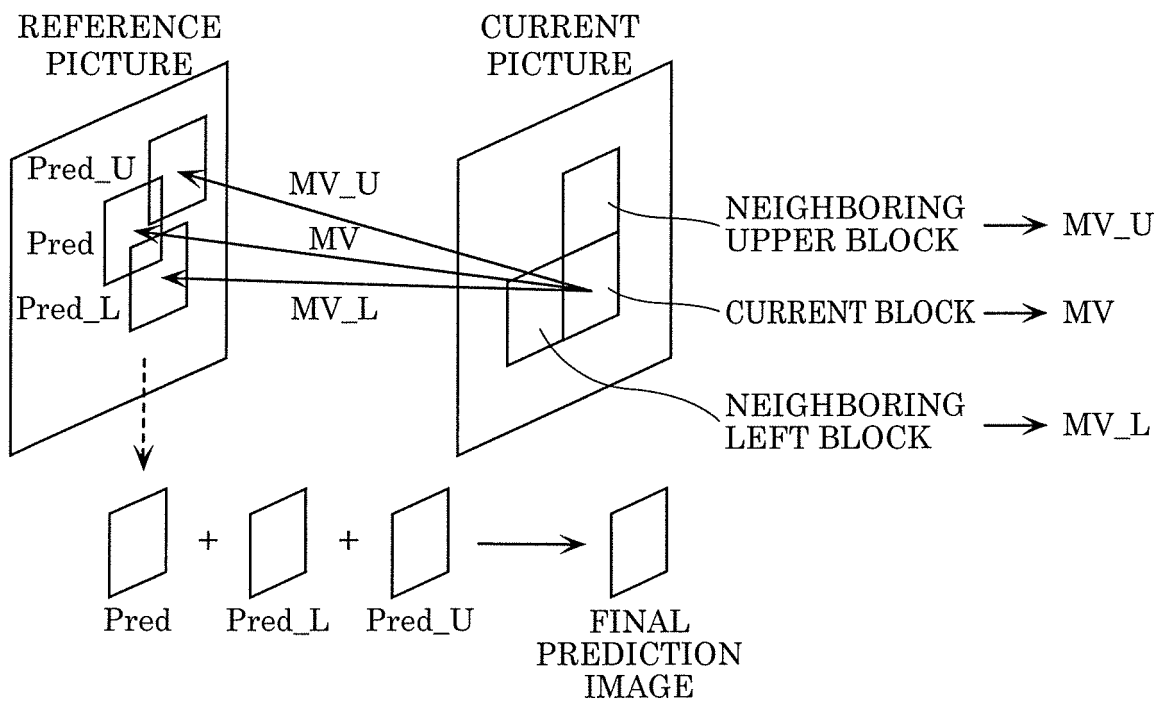 REFERENCE
PICTURE
CURRENT
PICTURE
Pred_U
Pred
Pred_L
MV_U
MV
MV_L
NEIGHBORING
UPPER BLOCK
MV_U
CURRENT BLOCK
MV
NEIGHBORING
LEFT BLOCK
MV_L
+ +
Pred Pred_L Pred_U
FINAL
PREDICTION
IMAGE